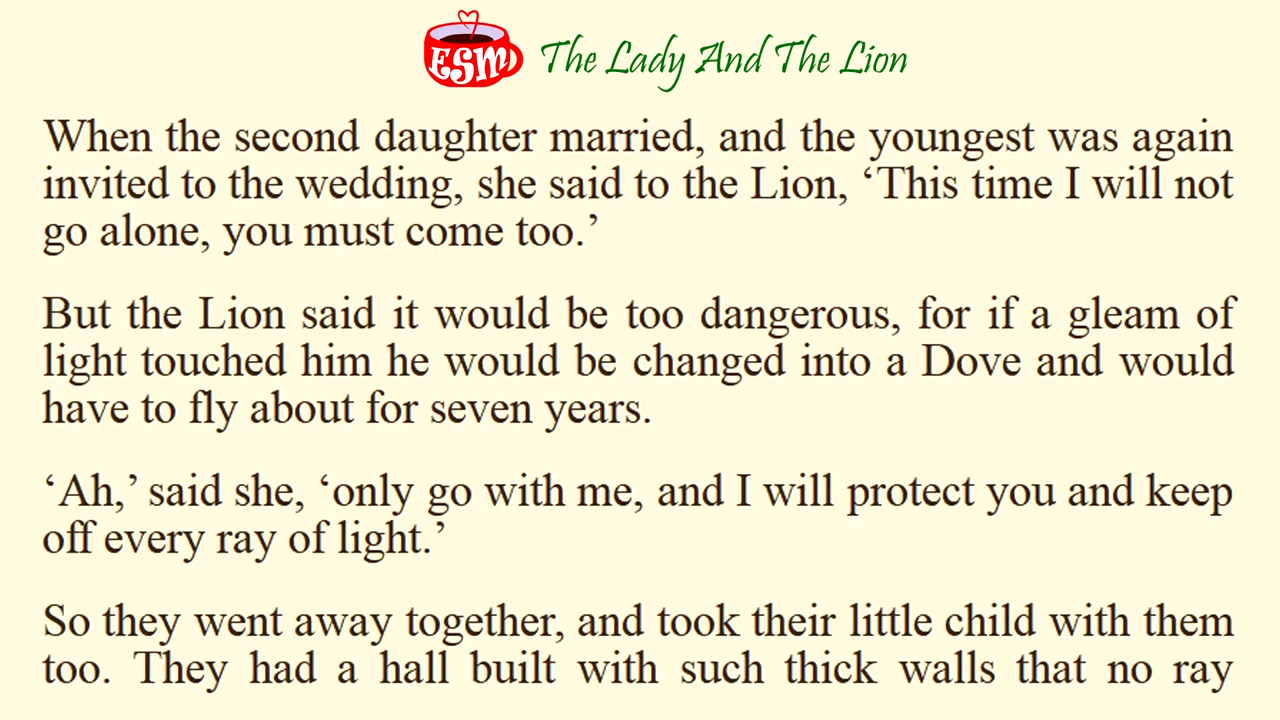 ESM The Lady And The Lion
When the second daughter married, and the youngest was again
invited to the wedding, she said to the Lion, ‘This time I will not
go alone, you must come too.’
But the Lion said it would be too dangerous, for if a gleam of
light touched him he would be changed into a Dove and would
have to fly about for seven years.
‘Ah,’ said she, ‘only go with me, and I will protect you and keep
off every ray of light.’
So they went away together, and took their little child with them
too. They had a hall built with such thick walls that no ray